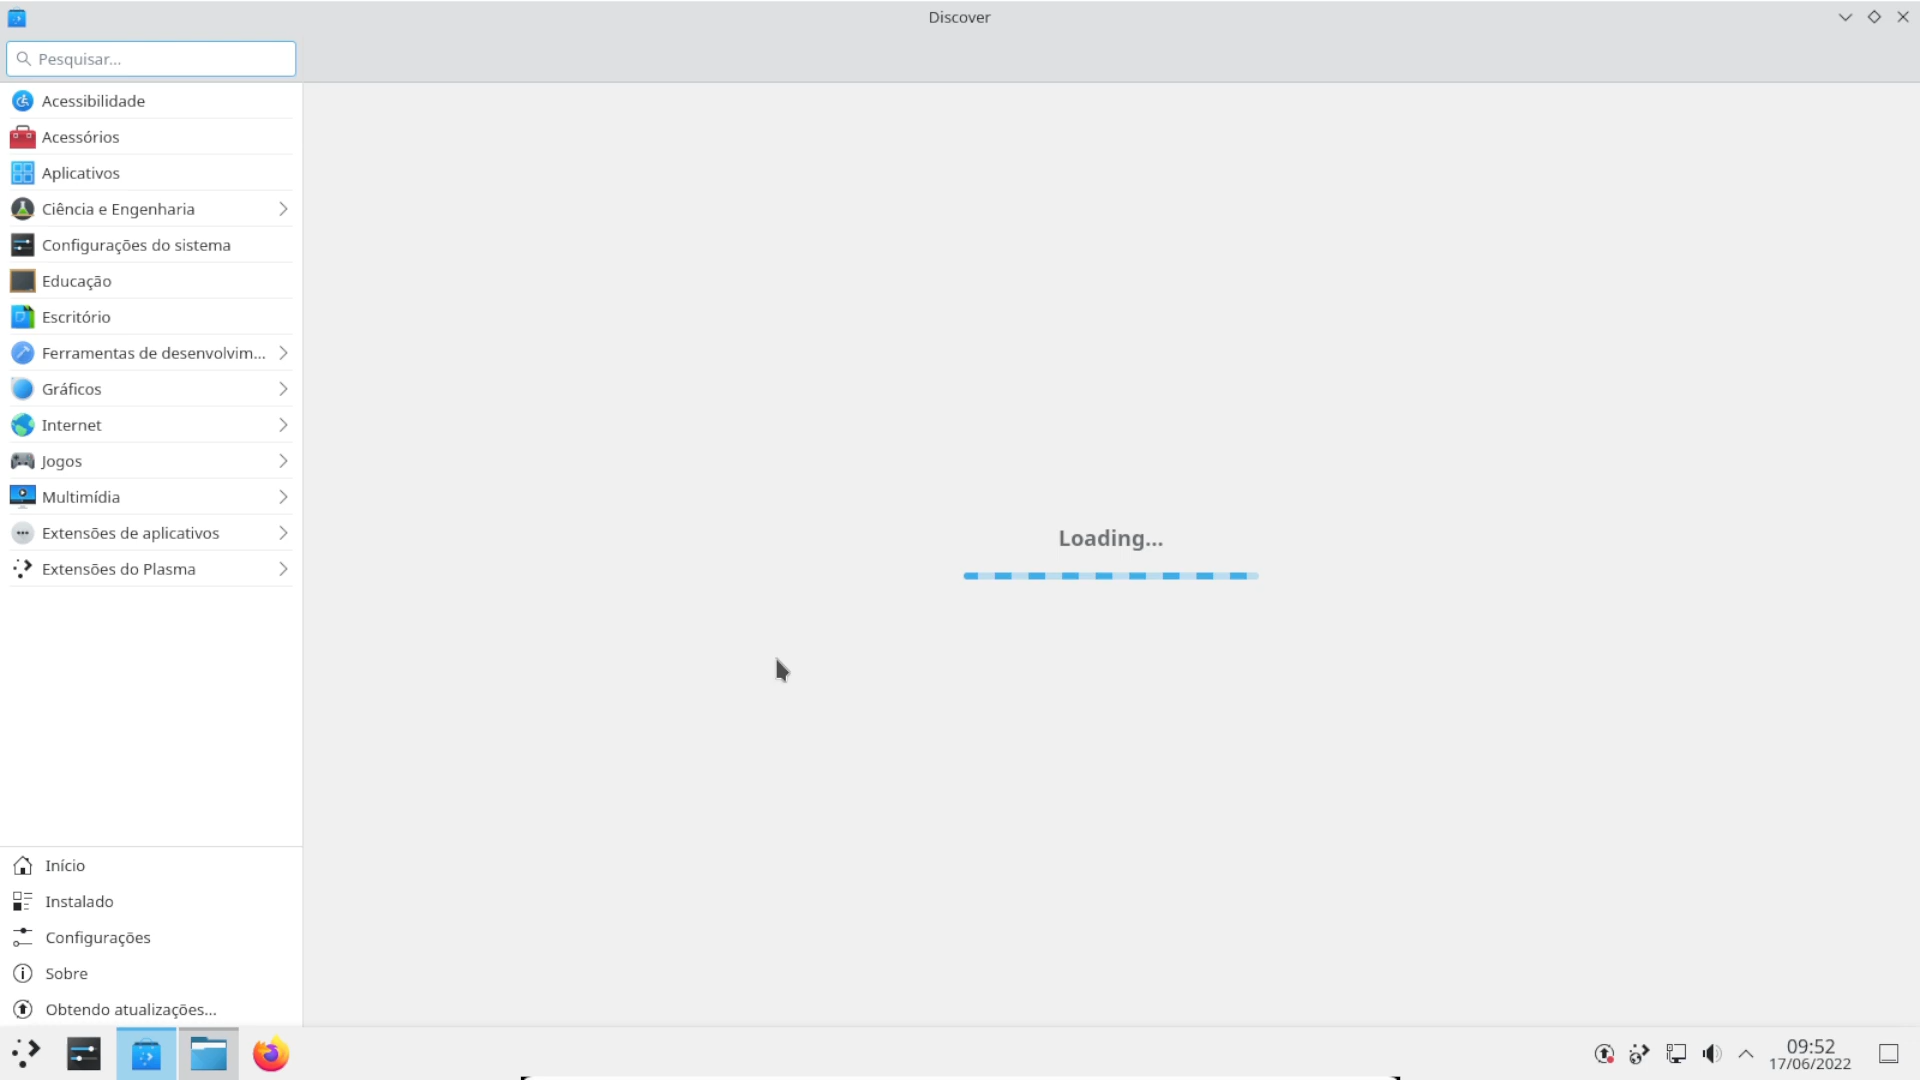 Discover
Pesquisar...
Acessibilidade
Acessórios
Aplicativos
Ciência e Engenharia
Configurações do sistema
Educação
Escritório
Ferramentas de desenvolvim...
Gráficos
Internet
Jogos
Multimídia
Extensões de aplicativos
Extensões do Plasma
Loading...
Início
Instalado
Configurações
Sobre
Obtendo atualizações...
09:52
17/06/2022